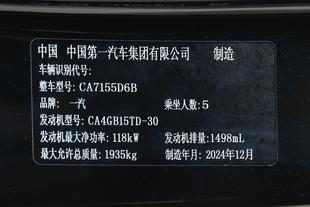 中国 中国第一汽车集团有限公司 制造
车辆识别代号:
整车型号: CA7155D6B
品牌: 一汽 乘坐人数: 5
发动机型号: CA4GB15TD-30
发动机最大净功率: 118kW 发动机排量: 1498mL
最大允许总质量: 1935kg 制造年月: 2024年12月